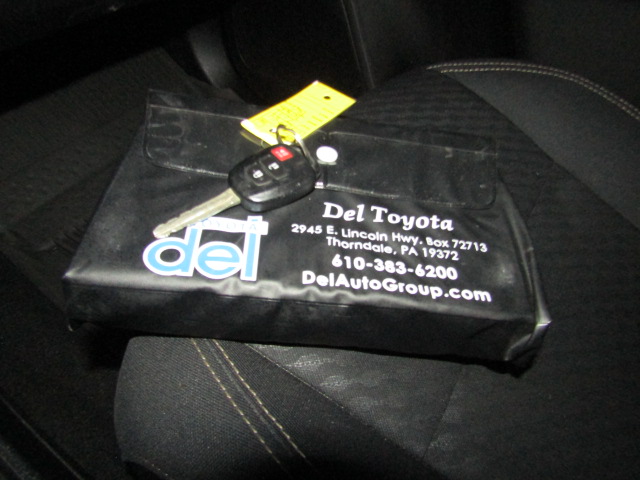 Del Toyota
2945 E. Lincoln Hwy. Box 72713
Thorndale, PA 19372
610-383-6200
DelAutoGroup.com
del